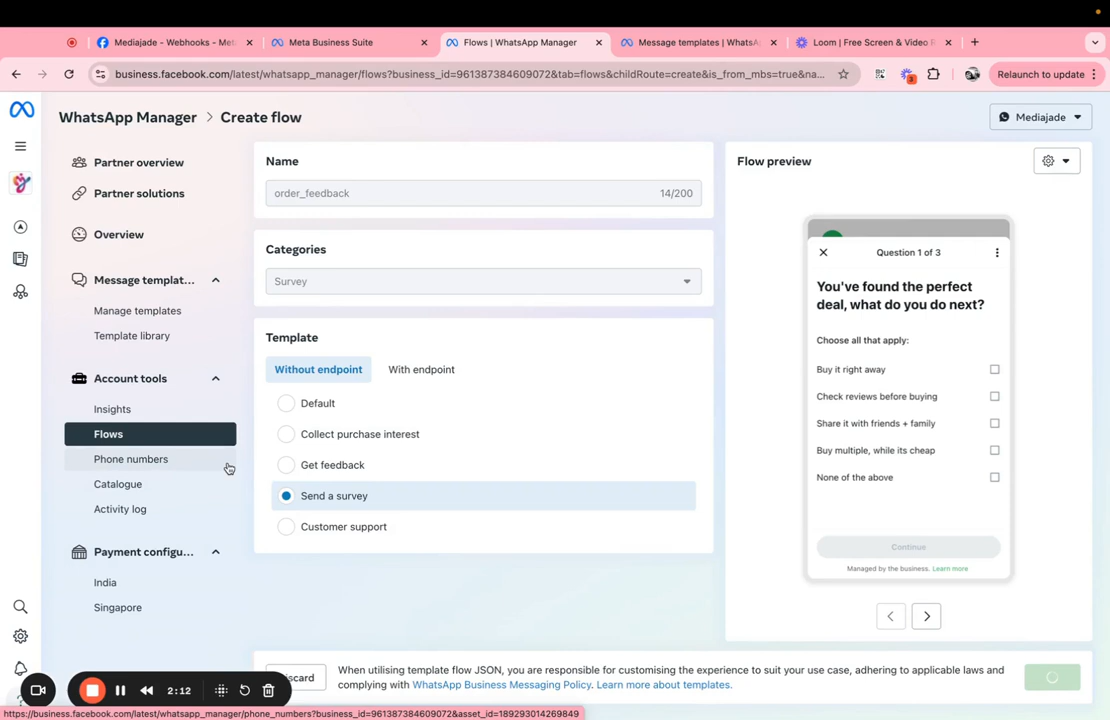 Mediajade - Webhooks - Met
Meta Business Suite
Flows | WhatsApp Manager
Message templates | WhatsA
Loom | Free Screen & Video R
business.facebook.com/latest/whatsapp_manager/flows?business_id=961387384609072&tab=flows&childRoute=create&is_from_mbs=true&na...
3
Relaunch to update
WhatsApp Manager > Create flow
Mediajade
Partner overview
Partner solutions
Overview
Message templat...
Manage templates
Template library
Account tools
Insights
Flows
Phone numbers
Catalogue
Activity log
Payment configu...
India
Singapore
Name
order_feedback
14/200
Categories
Survey
Template
Without endpoint
With endpoint
Default
Collect purchase interest
Get feedback
Send a survey
Customer support
Flow preview
Question 1 of 3
You've found the perfect
deal, what do you do next?
Choose all that apply:
Buy it right away
Check reviews before buying
Share it with friends + family
Buy multiple, while its cheap
None of the above
Continue
Managed by the business. Learn more
scard
When utilising template flow JSON, you are responsible for customising the experience to suit your use case, adhering to applicable laws and
complying with WhatsApp Business Messaging Policy. Learn more about templates.
2:12
https://business.facebook.com/latest/whatsapp_manager/phone_numbers?business_id=961387384609072&asset_id=189293014269849